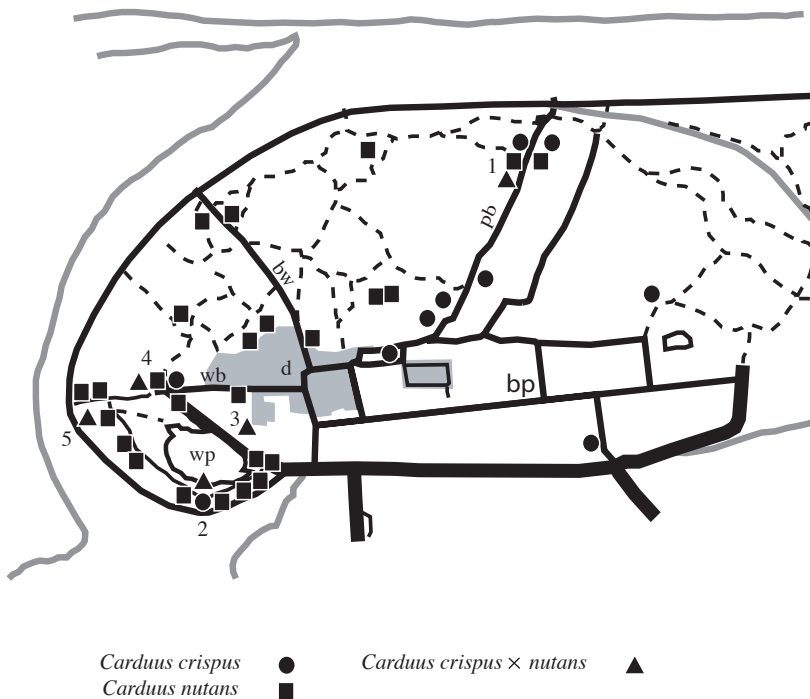 1
pb
bw
4
wb
d
bp
3
5
wp
2
Carduus crispus ● Carduus crispus × nutans ▲
Carduus nutans ■